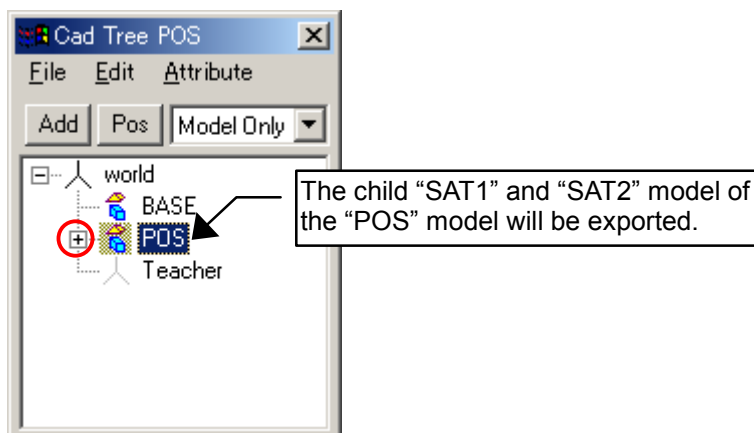 Cad Tree POS
File Edit Attribute
Add Pos Model Only
world
BASE
POS
Teacher
The child “SAT1” and “SAT2” model of
the “POS” model will be exported.